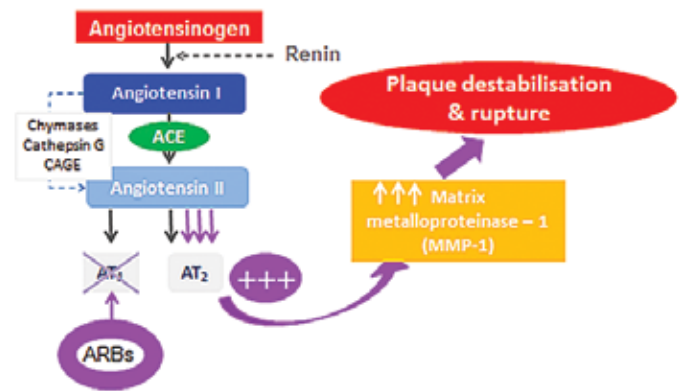 Angiotensinogen
Renin
Angiotensin I
Chymases
Cathepsin G
CAGE
ACE
Angiotensin II
AT₁
AT₂
+++
ARBs
Plaque destabilisation
& rupture
↑↑↑ Matrix
metalloproteinase – 1
(MMP-1)